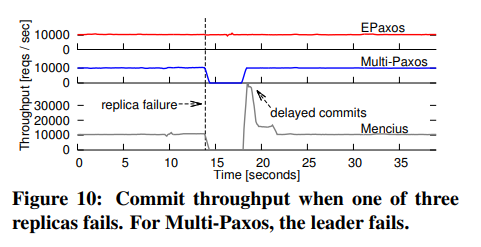 EPaxos
10000
0
Multi-Paxos
10000
0
Throughput [reqs / sec]
replica failure
delayed commits
30000
20000
10000
0
Mencius
0 5 10 15 20 25 30 35
Time [seconds]
Figure 10: Commit throughput when one of three
replicas fails. For Multi-Paxos, the leader fails.